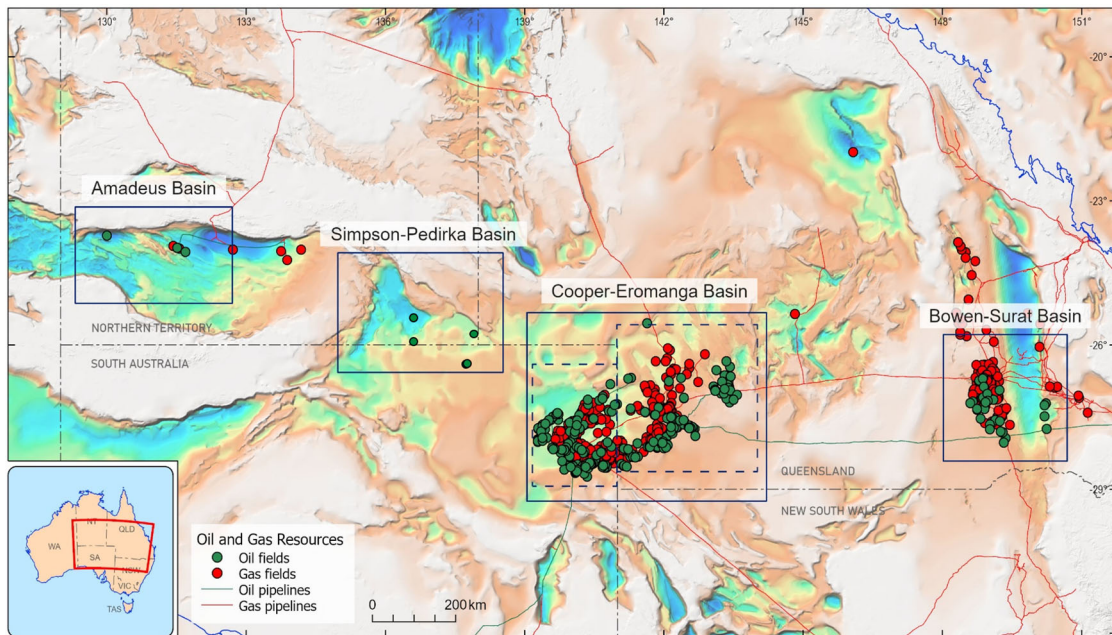 130° 133° 136° 139° 142° 145° 148° 151°
-20°
Amadeus Basin
-23°
Simpson-Pedirka Basin
Cooper-Eromanga Basin
Bowen-Surat Basin
NORTHERN TERRITORY
-26°
SOUTH AUSTRALIA
QUEENSLAND
-29°
NEW SOUTH WALES
NT
QLD
WA
SA
NSW
VIC
TAS
Oil and Gas Resources
Oil fields
Gas fields
Oil pipelines
Gas pipelines
0 200 km